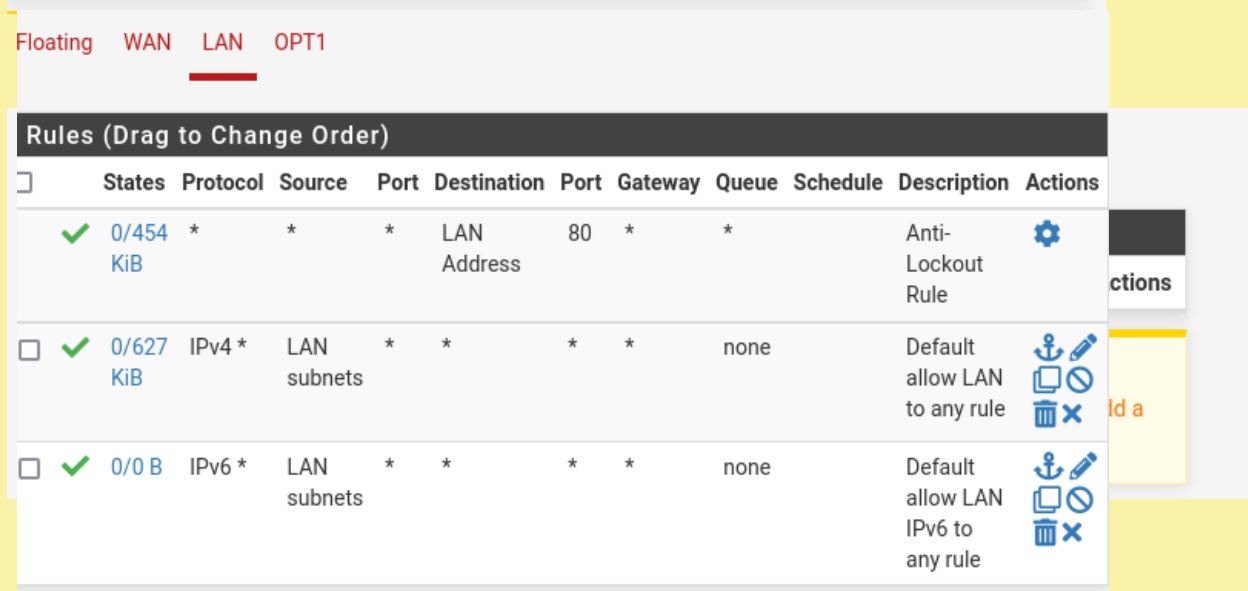 Floating WAN LAN OPT1
Rules (Drag to Change Order)
States Protocol Source Port Destination Port Gateway Queue Schedule Description Actions
0/454 KiB * * * LAN Address 80 * * Anti-Lockout Rule
ctions
0/627 KiB IPv4 * LAN subnets * * * * none Default allow LAN to any rule
ld a
0/0 B IPv6 * LAN subnets * * * * none Default allow LAN IPv6 to any rule